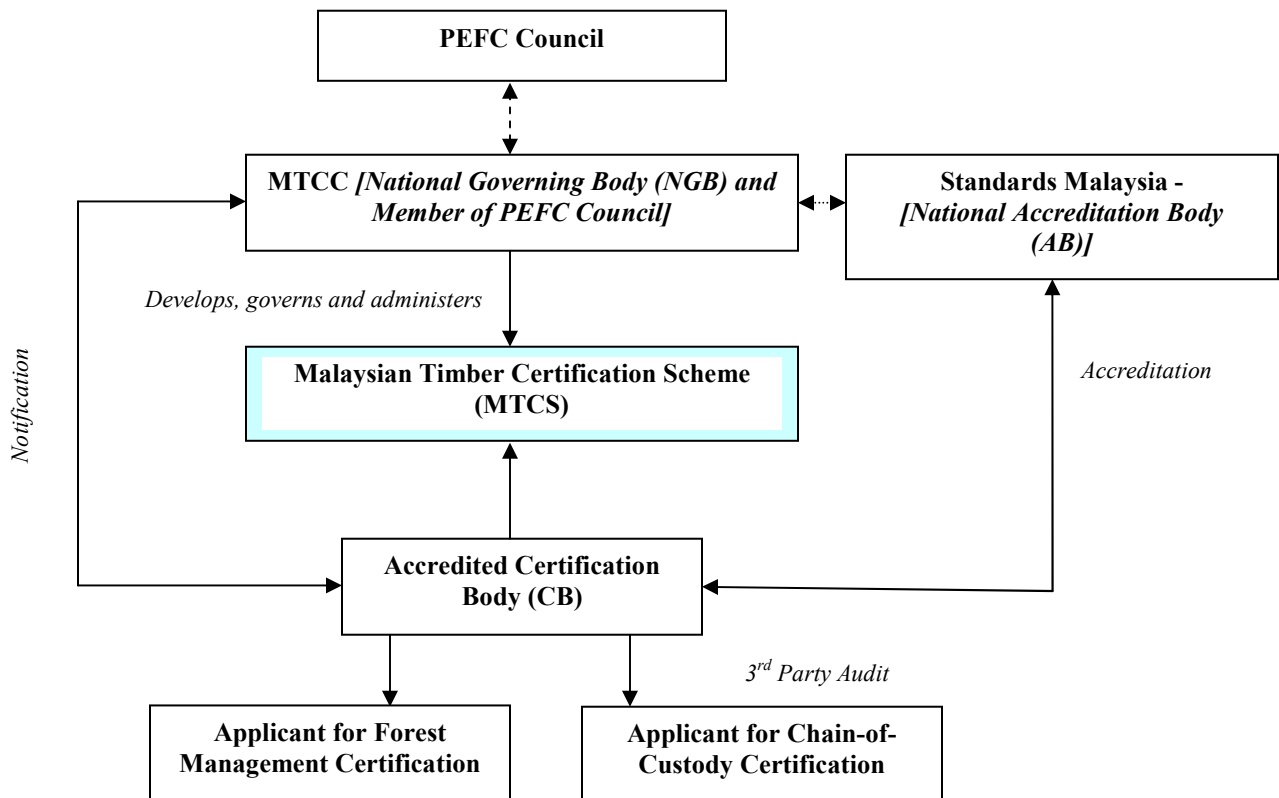 PEFC Council
MTCC [National Governing Body (NGB) and
Member of PEFC Council]
Standards Malaysia -
[National Accreditation Body
(AB)]
Develops, governs and administers
Notification
Malaysian Timber Certification Scheme
(MTCS)
Accreditation
Accredited Certification
Body (CB)
3rd Party Audit
Applicant for Forest
Management Certification
Applicant for Chain-of-
Custody Certification